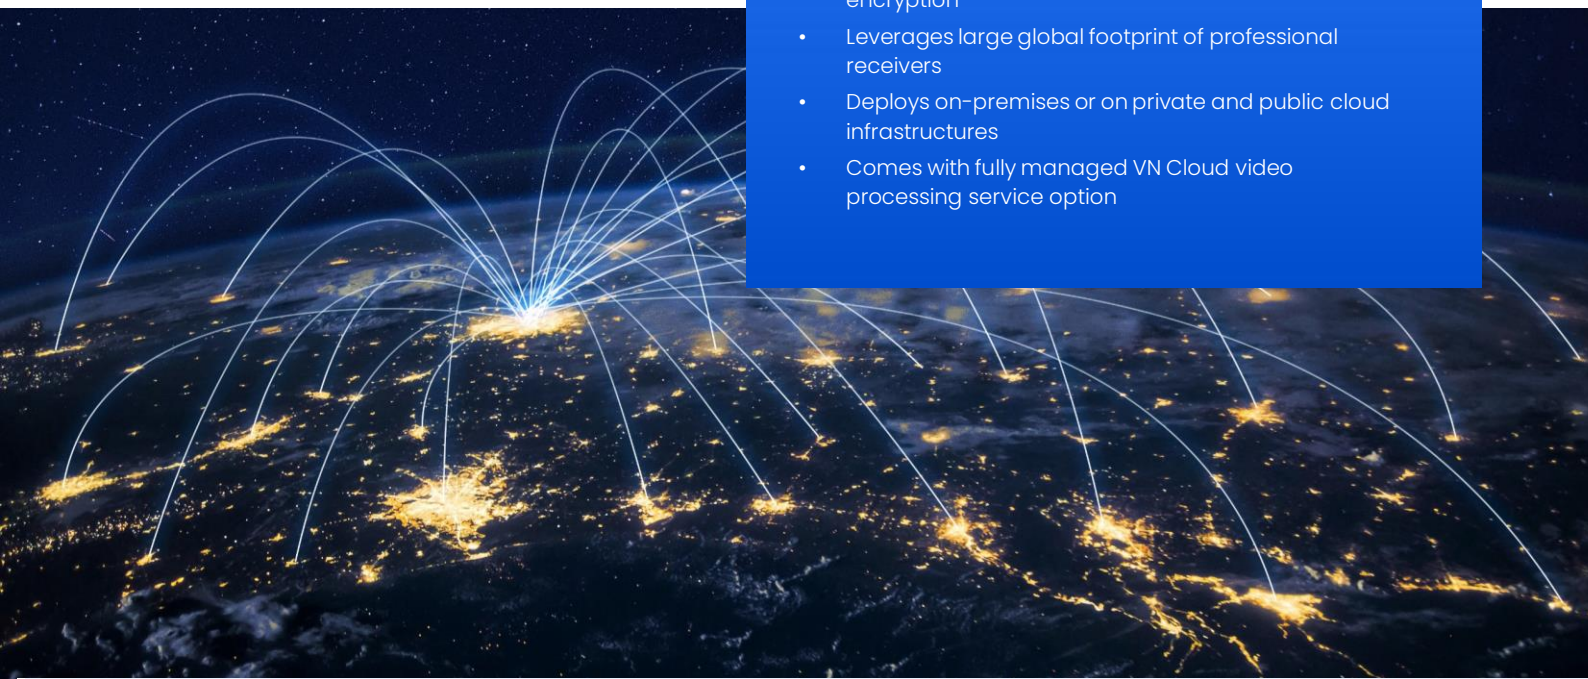 encryption
• Leverages large global footprint of professional
receivers
• Deploys on-premises or on private and public cloud
infrastructures
• Comes with fully managed VN Cloud video
processing service option